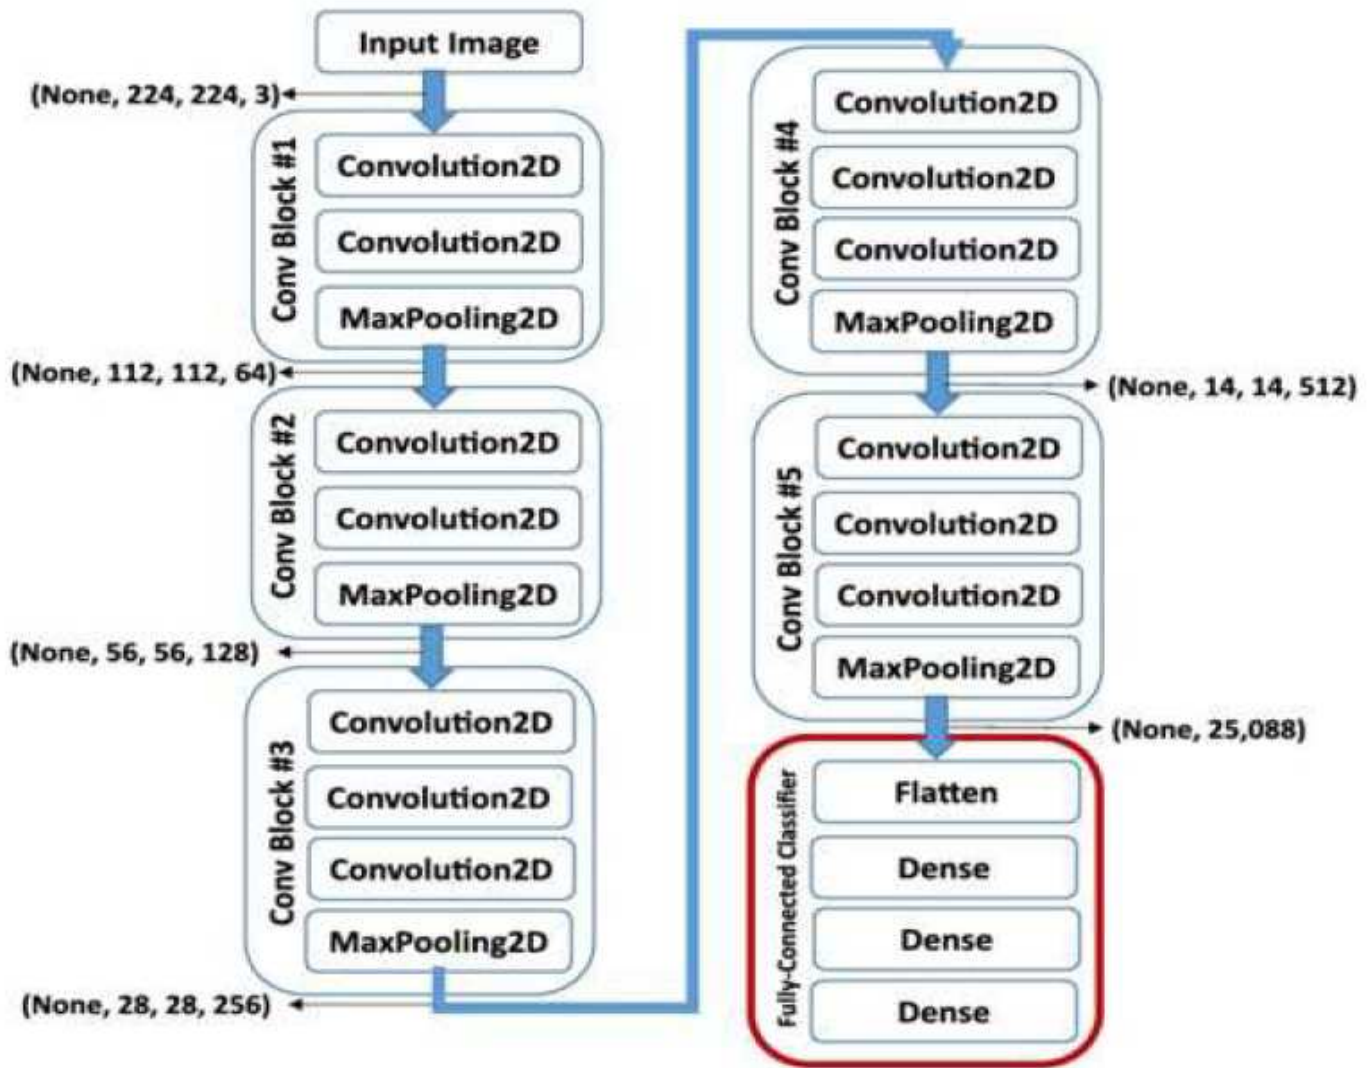 Input Image
(None, 224, 224, 3)
Conv Block #1
Convolution2D
Convolution2D
MaxPooling2D
(None, 112, 112, 64)
Conv Block #2
Convolution2D
Convolution2D
MaxPooling2D
(None, 56, 56, 128)
Conv Block #3
Convolution2D
Convolution2D
Convolution2D
MaxPooling2D
(None, 28, 28, 256)
Conv Block #4
Convolution2D
Convolution2D
Convolution2D
MaxPooling2D
(None, 14, 14, 512)
Conv Block #5
Convolution2D
Convolution2D
Convolution2D
MaxPooling2D
(None, 25,088)
Fully-Connected Classifier
Flatten
Dense
Dense
Dense